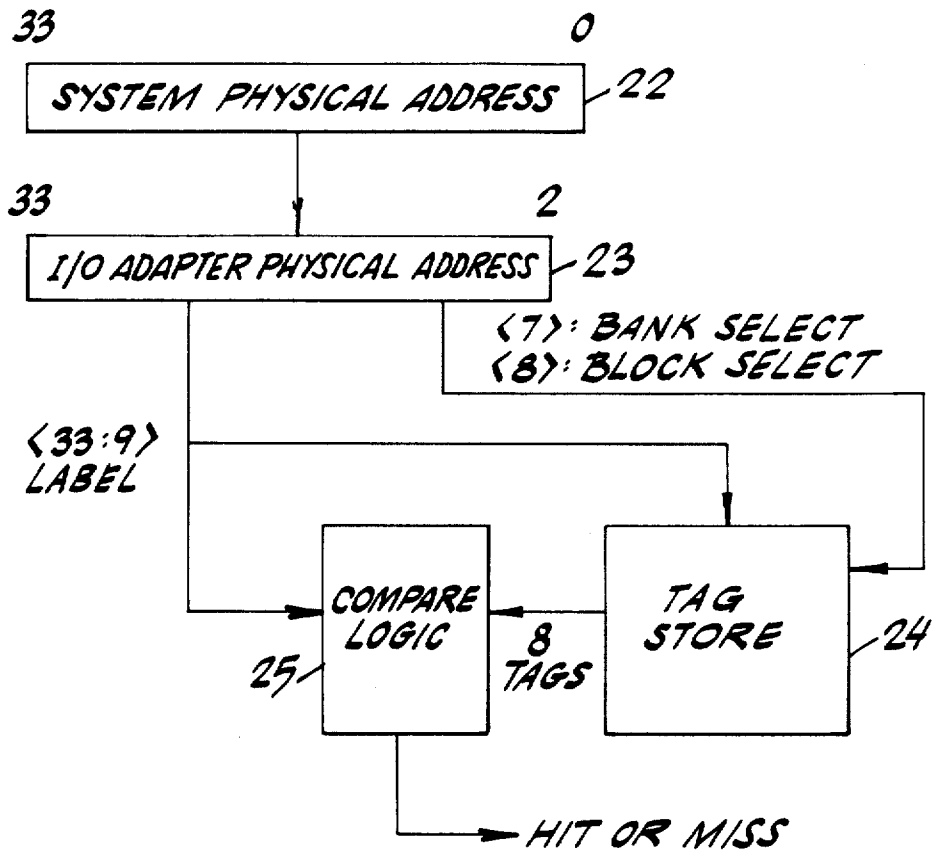 33 0
SYSTEM PHYSICAL ADDRESS 22
33 2
I/O ADAPTER PHYSICAL ADDRESS 23
<7>: BANK SELECT
<8>: BLOCK SELECT
<33:9>
LABEL
COMPARE
LOGIC
25
8
TAGS
TAG
STORE
24
HIT OR MISS